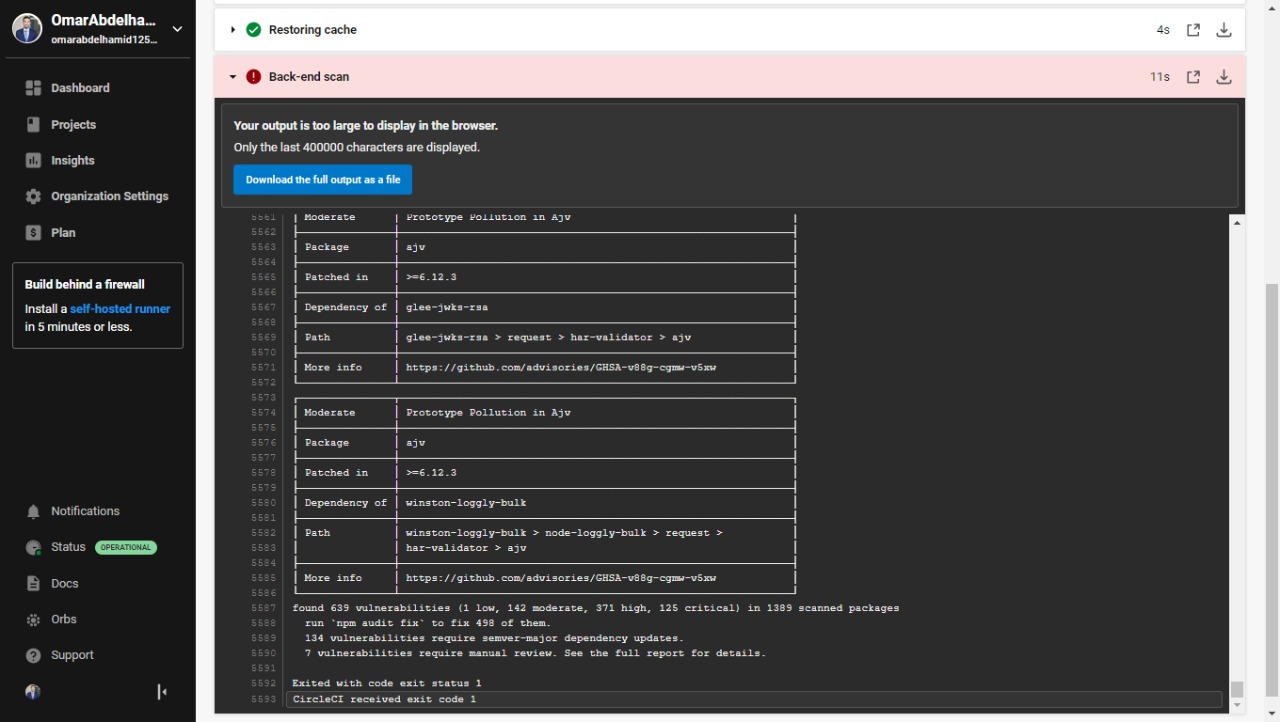 OmarAbdelha...
omarabdelhamid125...
Dashboard
Projects
Insights
Organization Settings
Plan
Build behind a firewall
Install a self-hosted runner
in 5 minutes or less.
Notifications
Status OPERATIONAL
Docs
Orbs
Support
Restoring cache 4s
Back-end scan 11s
Your output is too large to display in the browser.
Only the last 400000 characters are displayed.
Download the full output as a file
5561 Moderate Prototype Pollution in Ajv
5562
5563 Package ajv
5564
5565 Patched in >=6.12.3
5566
5567 Dependency of glee-jwks-rsa
5568
5569 Path glee-jwks-rsa > request > har-validator > ajv
5570
5571 More info https://github.com/advisories/GHSA-v88g-cgmw-v5xw
5572
5573
5574 Moderate Prototype Pollution in Ajv
5575
5576 Package ajv
5577
5578 Patched in >=6.12.3
5579
5580 Dependency of winston-loggly-bulk
5581
5582 Path winston-loggly-bulk > node-loggly-bulk > request >
5583 har-validator > ajv
5584
5585 More info https://github.com/advisories/GHSA-v88g-cgmw-v5xw
5586
5587 found 639 vulnerabilities (1 low, 142 moderate, 371 high, 125 critical) in 1389 scanned packages
5588 run `npm audit fix` to fix 498 of them.
5589 134 vulnerabilities require semver-major dependency updates.
5590 7 vulnerabilities require manual review. See the full report for details.
5591
5592 Exited with code exit status 1
5593 CircleCI received exit code 1